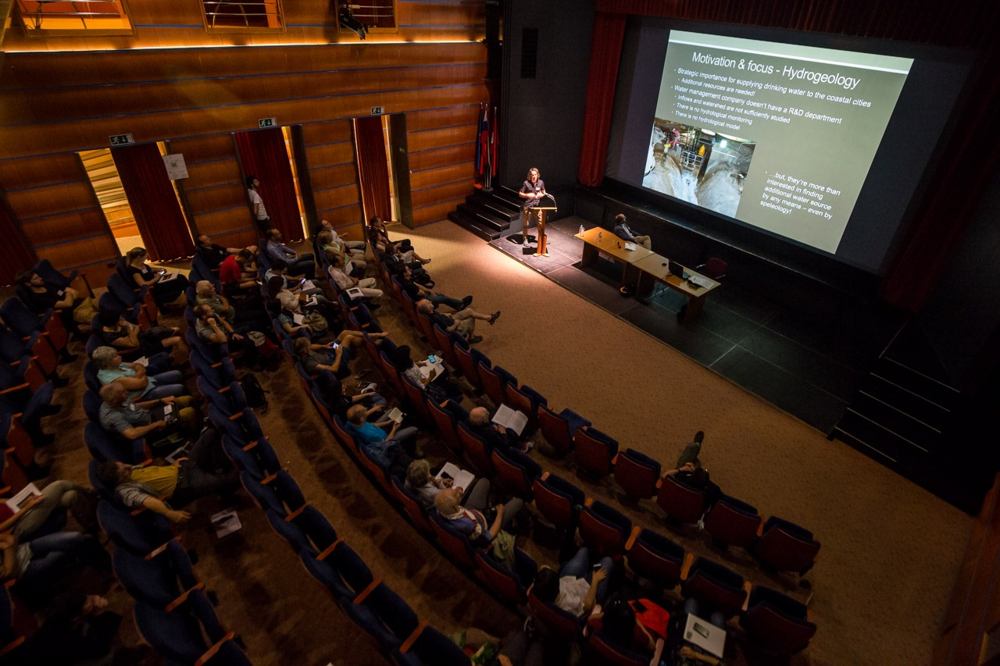 Motivation & focus - Hydrogeology
• Strategic importance for supplying drinking water to the coastal cities
• Additional resources are needed!
• Water management company doesn't have a R&D department
• Inflows and watershed are not sufficiently studied
• There is no hydrological monitoring
• There is no hydrological model
• …but, they're more than
interested in finding
additional water source
by any means – even by
speleology!